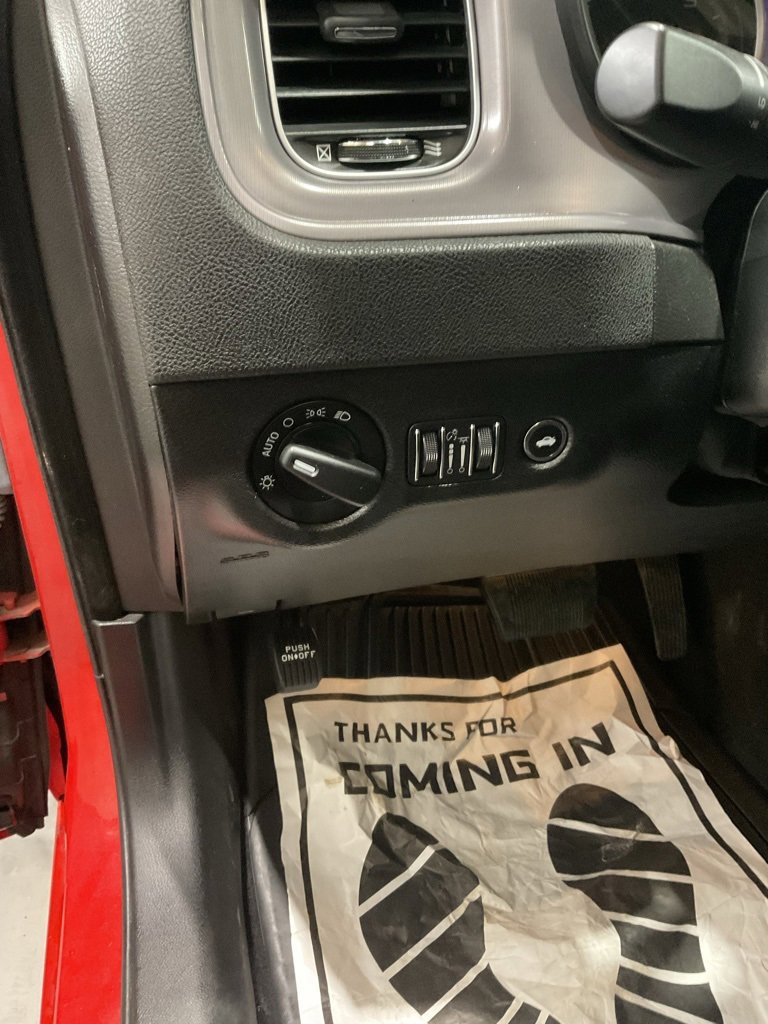 AUTO
PUSH
ON•OFF
THANKS FOR
COMING IN